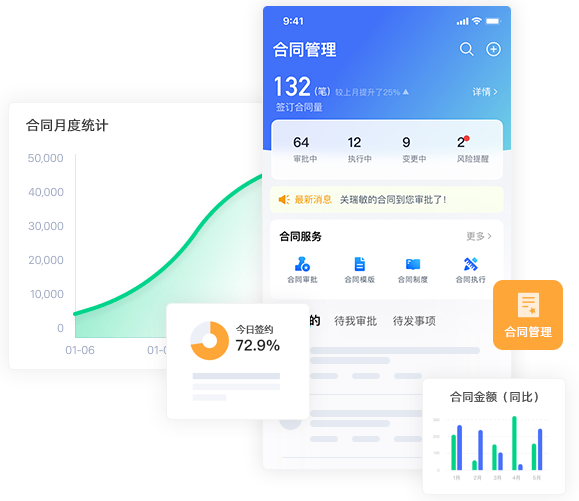 9:41
合同管理
132 (笔) 较上月提升了25%
详情
签订合同量
64
审批中
12
执行中
9
变更中
2
风险提醒
最新消息 关瑞敏的合同到您审批了！
合同服务
更多
合同审批
合同模版
合同制度
合同执行
的
待我审批
待发事项
合同月度统计
50,000
40,000
30,000
20,000
10,000
0
01-06
今日签约
72.9%
合同管理
合同金额（同比）
1月
2月
3月
4月
5月